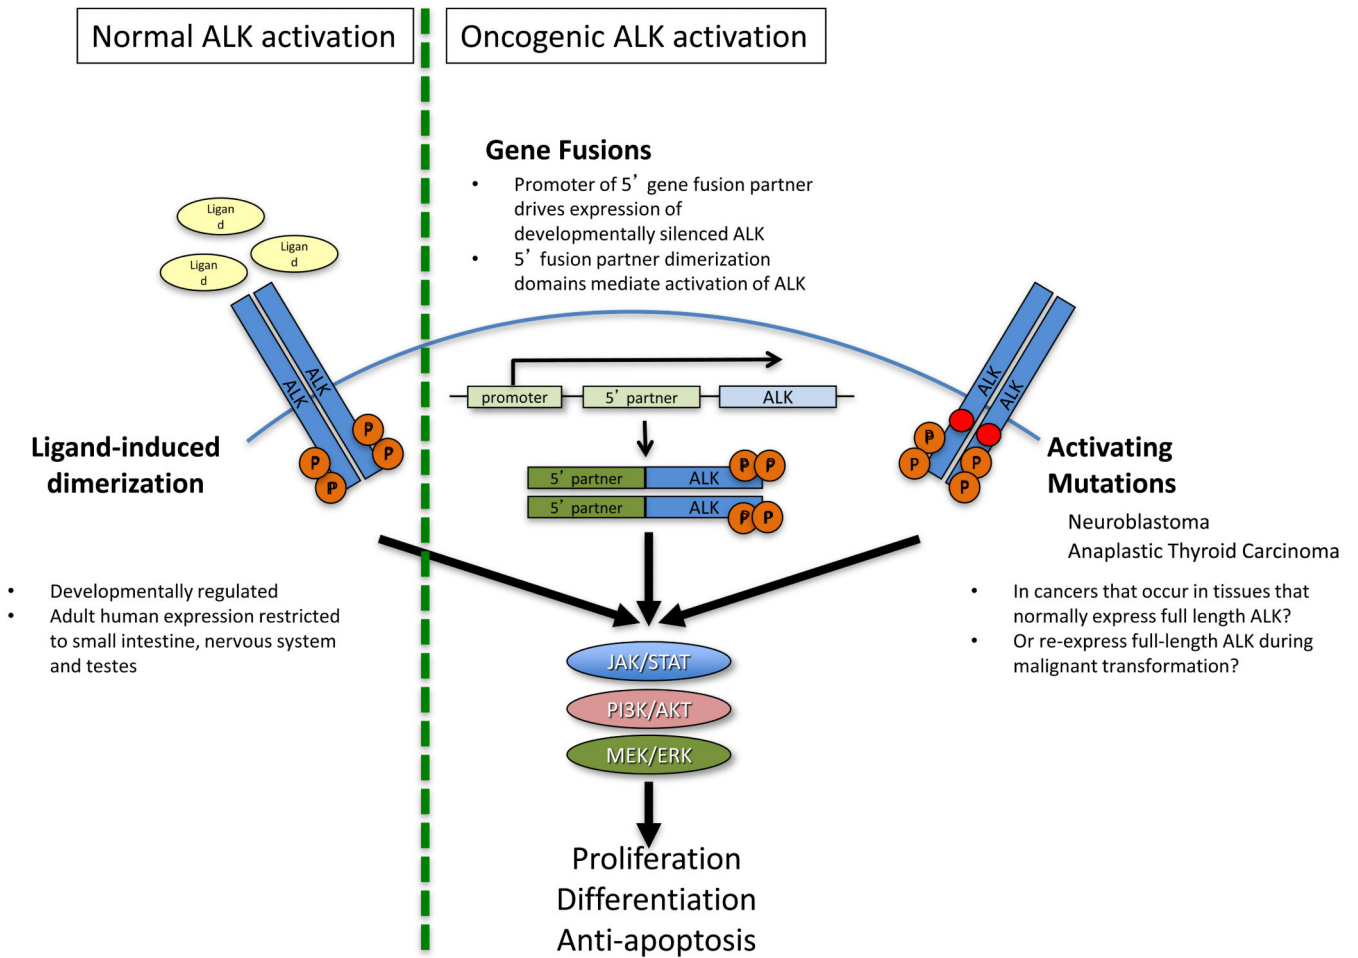 Normal ALK activation
Oncogenic ALK activation
Gene Fusions
• Promoter of 5’ gene fusion partner
drives expression of
developmentally silenced ALK
• 5’ fusion partner dimerization
domains mediate activation of ALK
Ligan
d
Ligan
d
Ligan
d
ALK
ALK
P
P
P
P
Ligand-induced
dimerization
• Developmentally regulated
• Adult human expression restricted
to small intestine, nervous system
and testes
promoter
5’ partner
ALK
5’ partner
ALK
P
P
5’ partner
ALK
P
P
ALK
ALK
P
P
P
P
Activating
Mutations
Neuroblastoma
Anaplastic Thyroid Carcinoma
• In cancers that occur in tissues that
normally express full length ALK?
• Or re-express full-length ALK during
malignant transformation?
JAK/STAT
PI3K/AKT
MEK/ERK
Proliferation
Differentiation
Anti-apoptosis